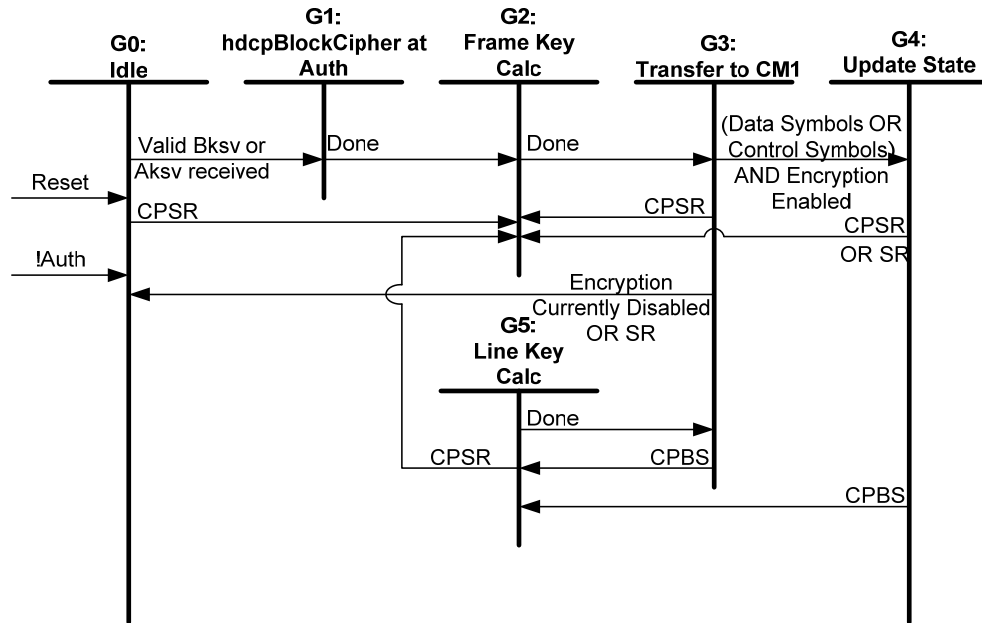 G0:
Idle
G1:
hdcpBlockCipher at
Auth
G2:
Frame Key
Calc
G3:
Transfer to CM1
G4:
Update State
Valid Bksv or
Aksv received
Done
Done
(Data Symbols OR
Control Symbols)
AND Encryption
Enabled
Reset
CPSR
CPSR
CPSR
OR SR
!Auth
Encryption
Currently Disabled
OR SR
G5:
Line Key
Calc
Done
CPSR
CPBS
CPBS